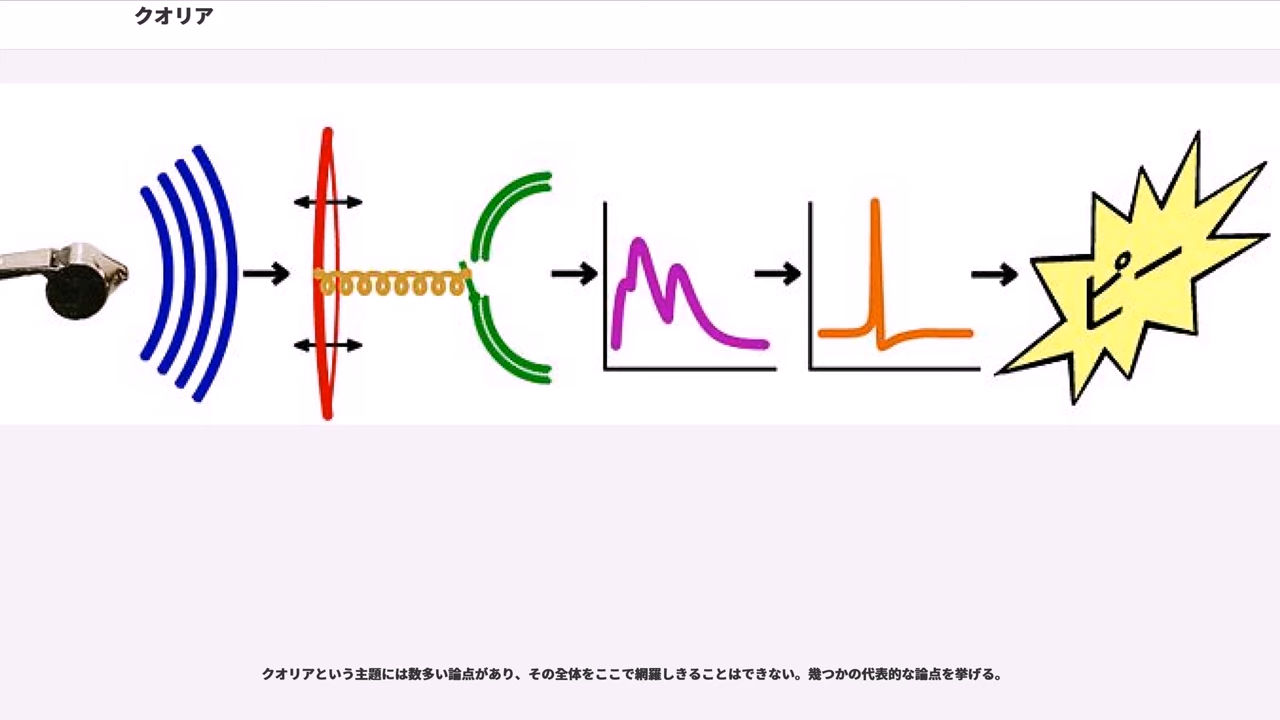 クオリア
ピー
クオリアという主題には数多い論点があり、その全体をここで網羅しきることはできない。幾つかの代表的な論点を挙げる。